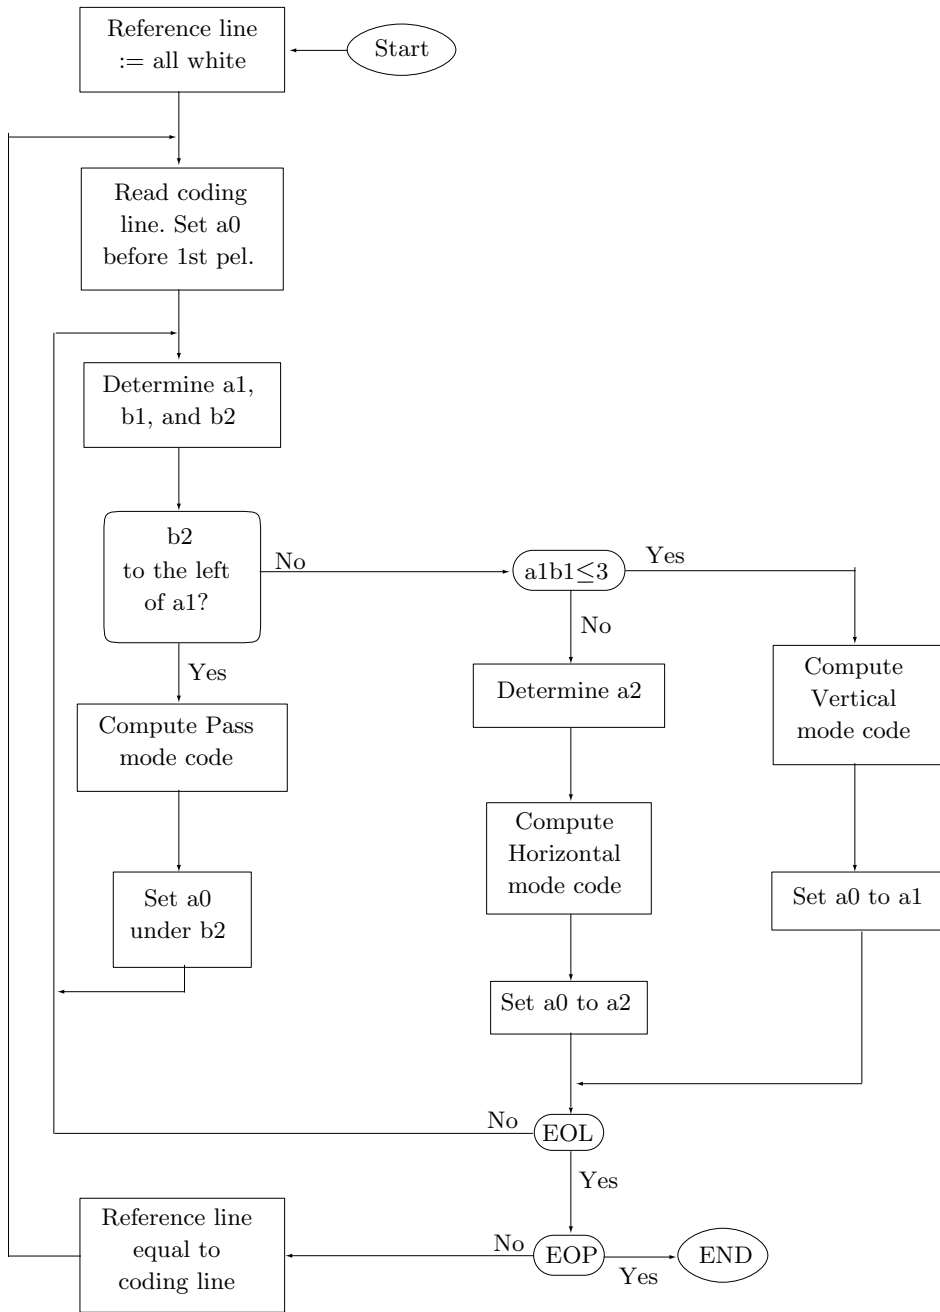 Reference line
:= all white
Start
Read coding
line. Set a0
before 1st pel.
Determine a1,
b1, and b2
b2
to the left
of a1?
No
a1b1≤3
Yes
No
Yes
Determine a2
Compute
Vertical
mode code
Compute Pass
mode code
Compute
Horizontal
mode code
Set a0
under b2
Set a0 to a1
Set a0 to a2
No
EOL
Yes
Reference line
equal to
coding line
No
EOP
Yes
END